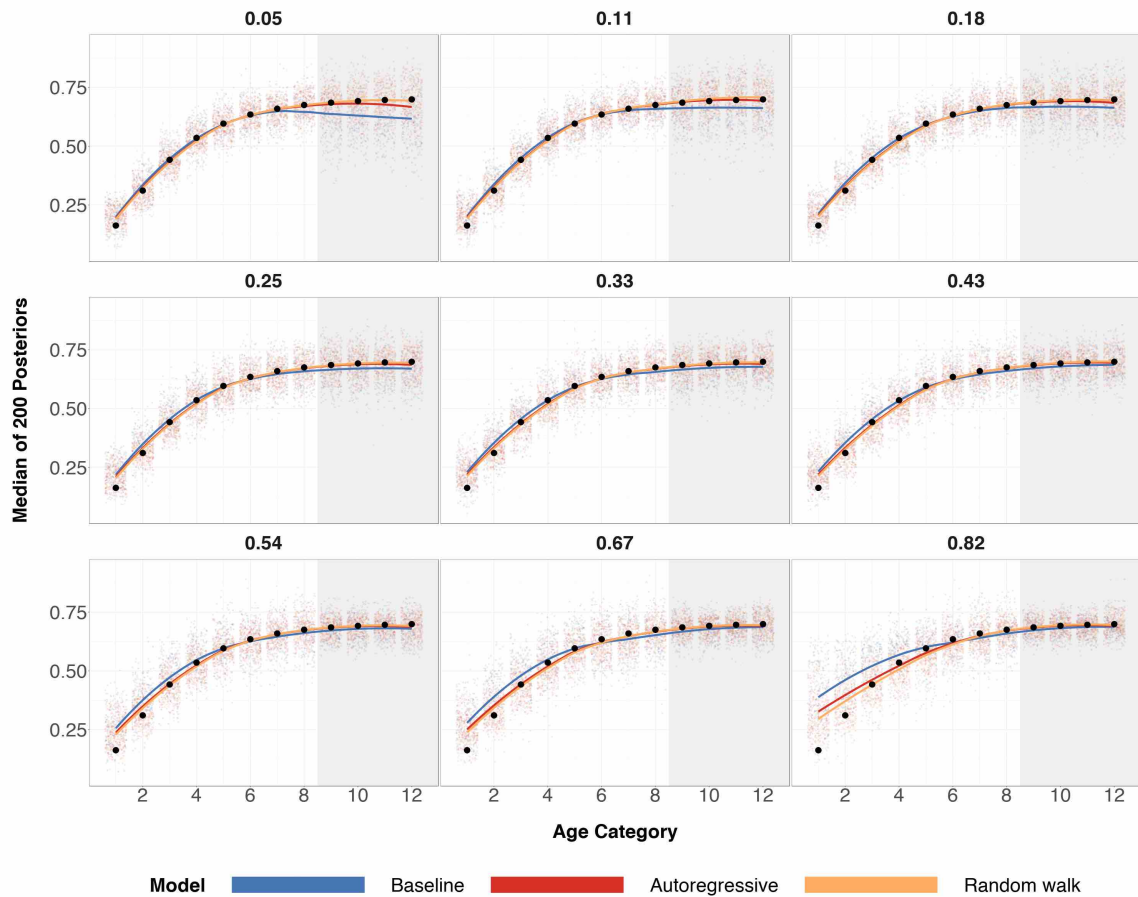 0.05 0.11 0.18
0.75
0.50
0.25
0.25 0.33 0.43
0.75
0.50
0.25
0.54 0.67 0.82
0.75
0.50
0.25
2 4 6 8 10 12 2 4 6 8 10 12 2 4 6 8 10 12
Median of 200 Posteriors
Age Category
Model Baseline Autoregressive Random walk